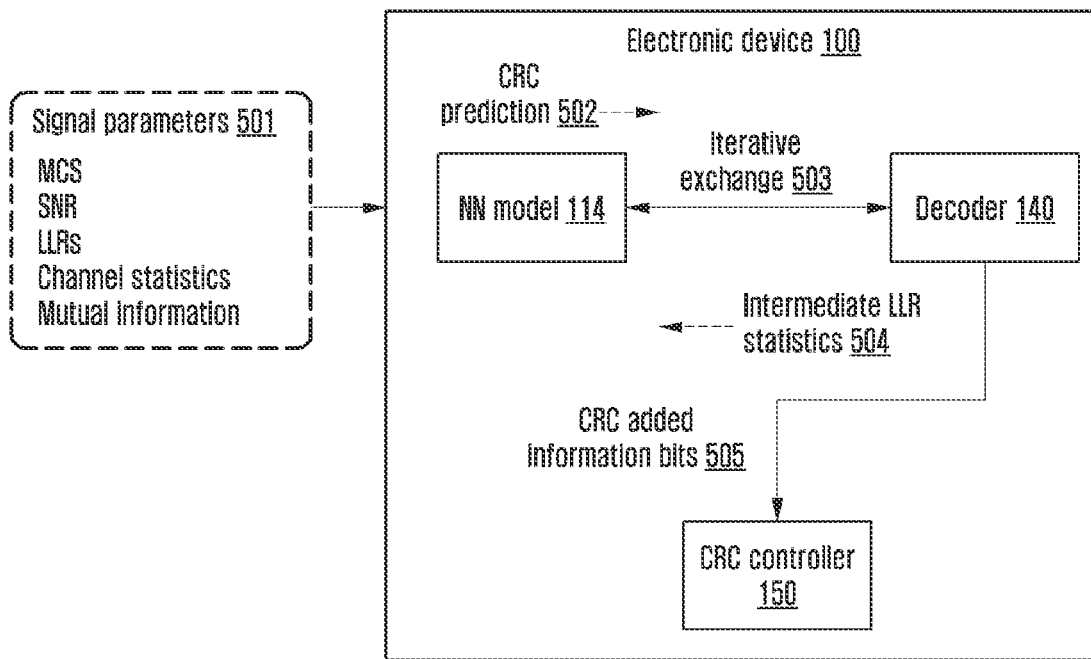 Electronic device 100
Signal parameters 501
MCS
SNR
LLRs
Channel statistics
Mutual information
CRC
prediction 502
NN model 114
Iterative
exchange 503
Decoder 140
Intermediate LLR
statistics 504
CRC added
information bits 505
CRC controller
150